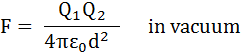 F = Q₁Q₂ / 4πε₀d² in vacuum